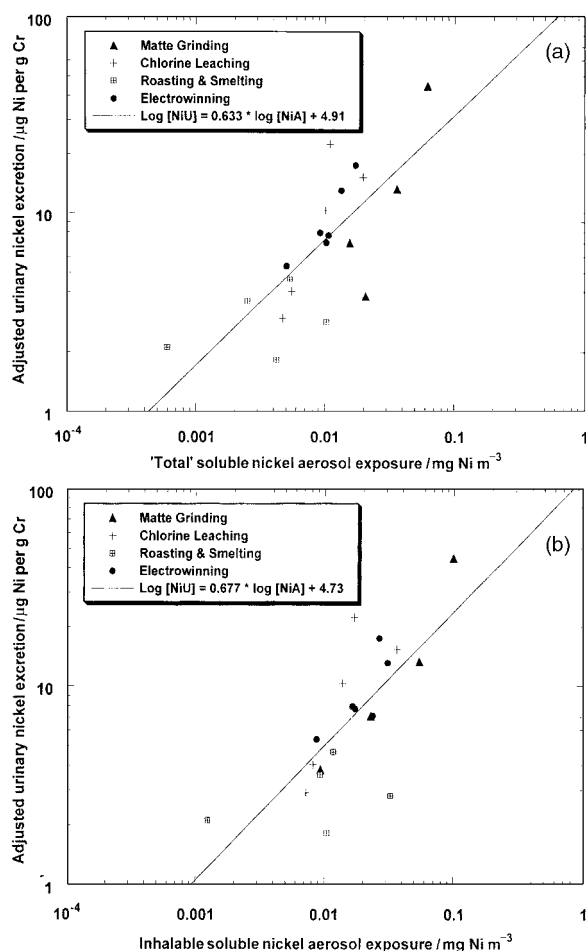 100
10
1
Adjusted urinary nickel excretion /µg Ni per g Cr
Matte Grinding
Chlorine Leaching
Roasting & Smelting
Electrowinning
Log [NiU] = 0.633 * log [NiA] + 4.91
(a)
10⁻⁴ 0.001 0.01 0.1 1
'Total' soluble nickel aerosol exposure / mg Ni m⁻³
100
10
1
Adjusted urinary nickel excretion/µg Ni per g Cr
Matte Grinding
Chlorine Leaching
Roasting & Smelting
Electrowinning
Log [NiU] = 0.677 * log [NiA] + 4.73
(b)
10⁻⁴ 0.001 0.01 0.1 1
Inhalable soluble nickel aerosol exposure / mg Ni m⁻³